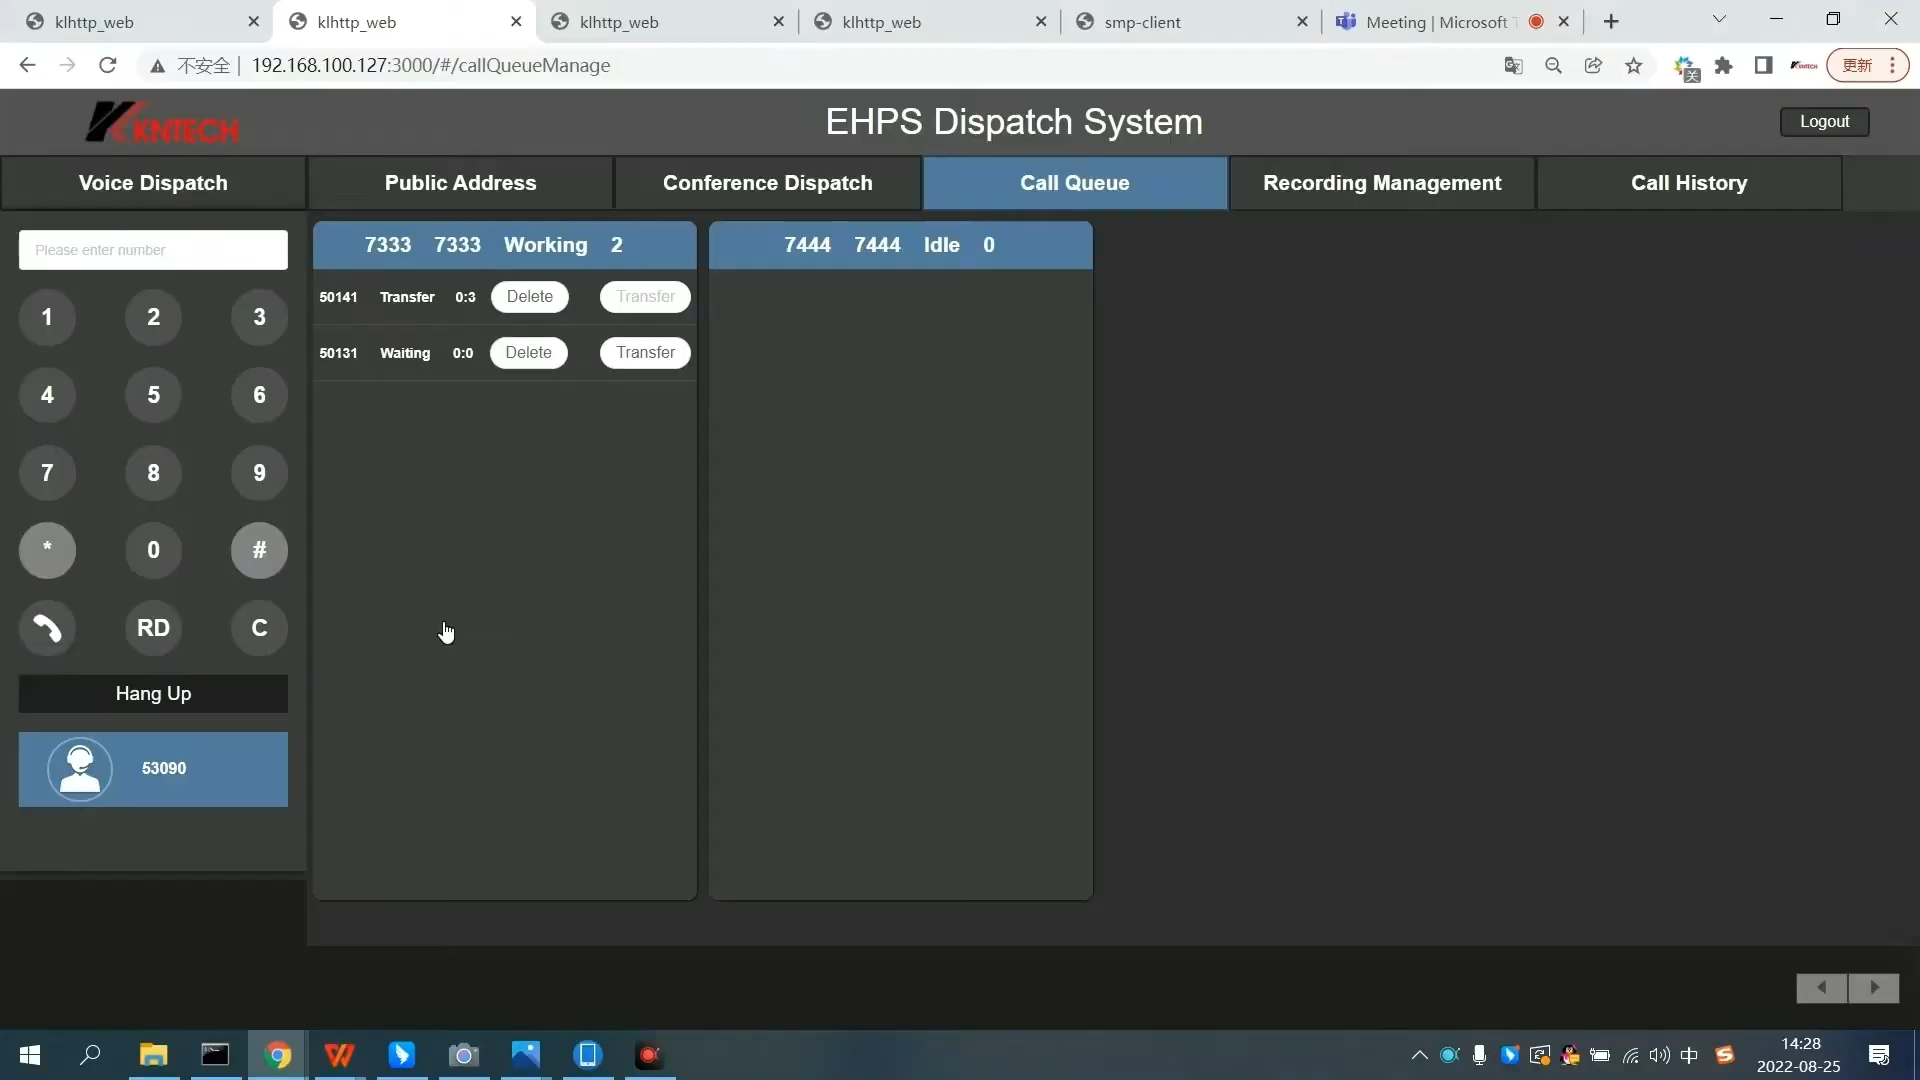 klhttp_web
klhttp_web
klhttp_web
klhttp_web
smp-client
Meeting | Microsoft
不安全 | 192.168.100.127:3000/#/callQueueManage
更新
关
KNTECH
EHPS Dispatch System
Logout
Voice Dispatch
Public Address
Conference Dispatch
Call Queue
Recording Management
Call History
Please enter number
1 2 3
4 5 6
7 8 9
* 0 #
RD C
Hang Up
53090
7333 7333 Working 2
50141 Transfer 0:3 Delete Transfer
50131 Waiting 0:0 Delete Transfer
7444 7444 Idle 0
中
14:28
2022-08-25